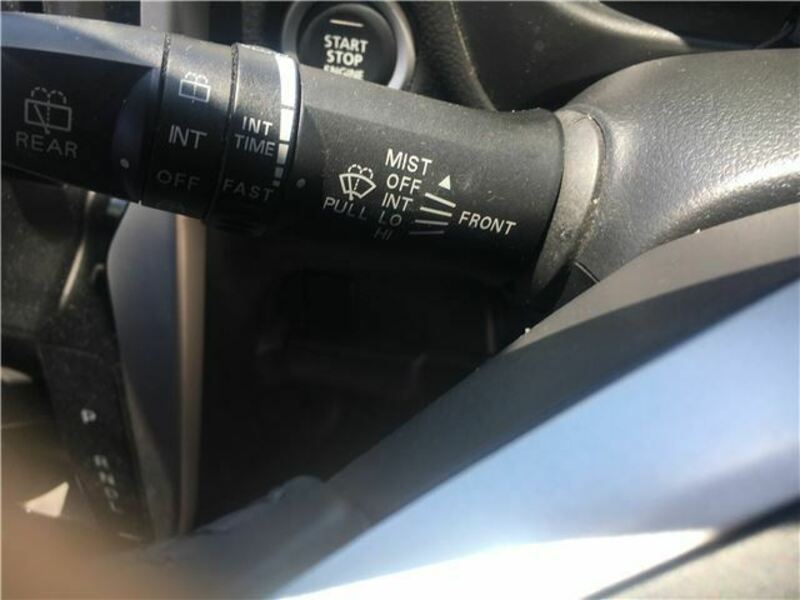 START
STOP
ENGINE
REAR
INT
OFF
INT
TIME
FAST
MIST
OFF
INT
PULL LO
HI
FRONT
P
R
N
D
L